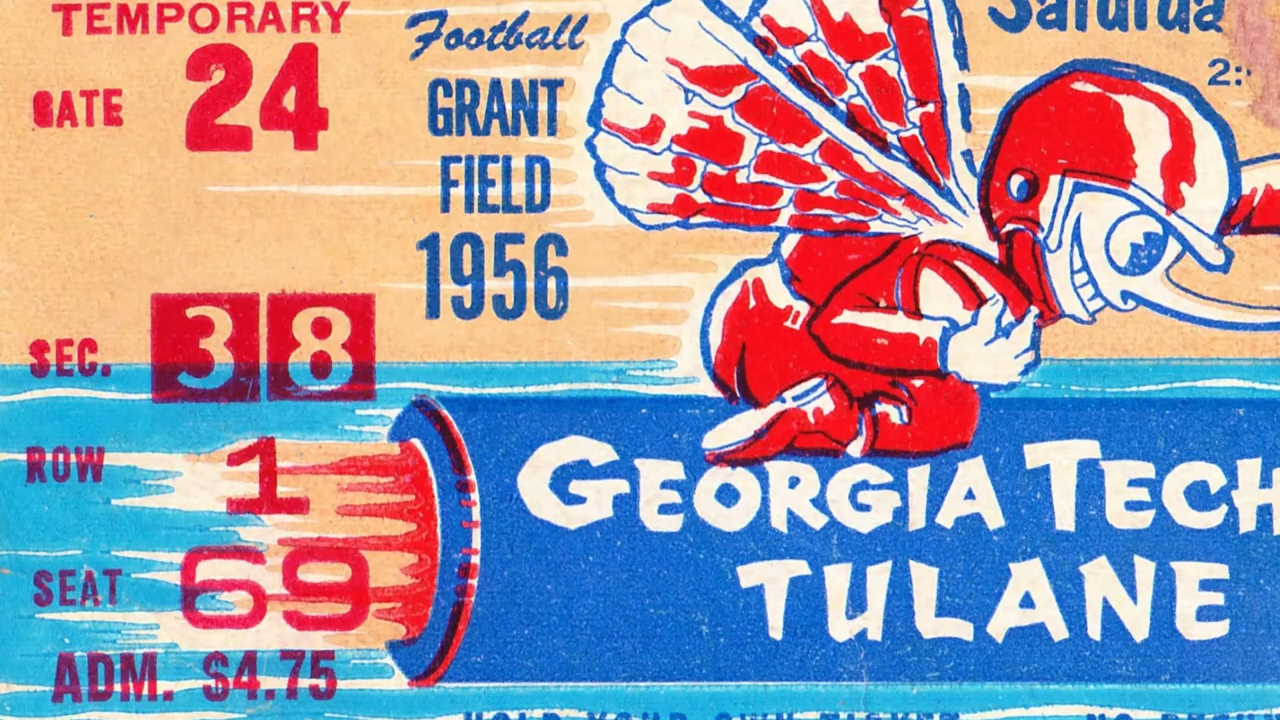 TEMPORARY
GATE 24
Football
GRANT
FIELD
1956
2:
SEC. 38
ROW 1
SEAT 69
ADM. $4.75
GEORGIA TECH
TULANE